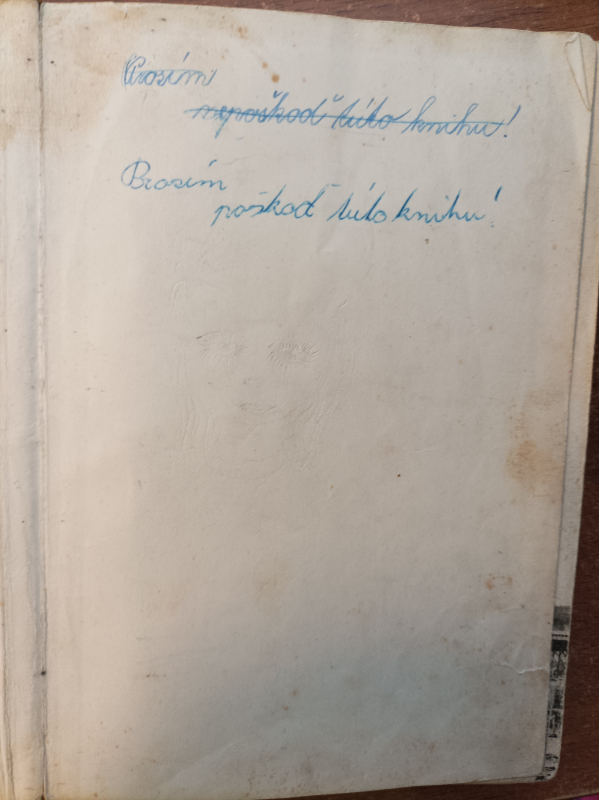 Prosím
nepoškoď túto knihu!
Prosím
poškoď túto knihu!